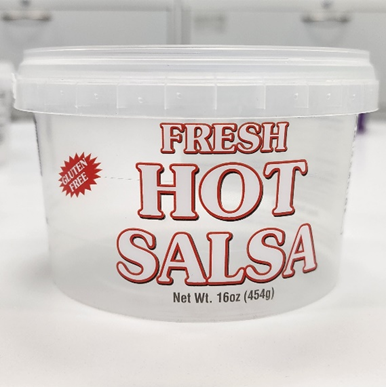 FRESH
HOT
SALSA
GLUTEN
FREE
Net Wt. 16oz (454g)